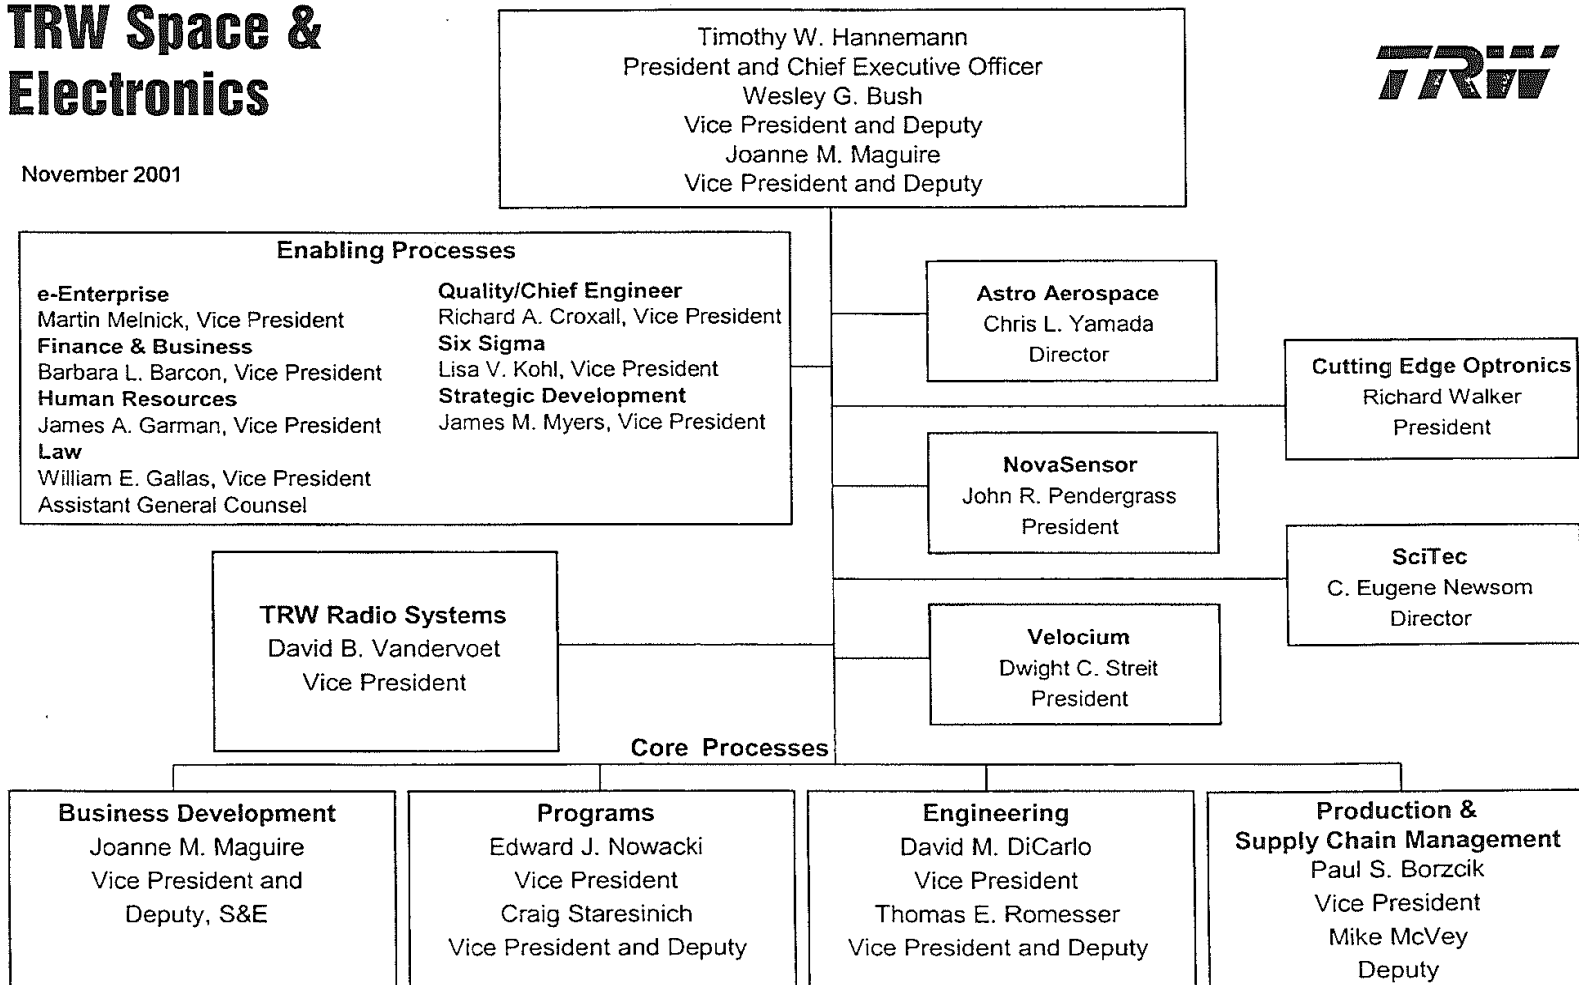 TRW Space &
Electronics
November 2001
Timothy W. Hannemann
President and Chief Executive Officer
Wesley G. Bush
Vice President and Deputy
Joanne M. Maguire
Vice President and Deputy
TRW
Enabling Processes
e-Enterprise
Martin Melnick, Vice President
Finance & Business
Barbara L. Barcon, Vice President
Human Resources
James A. Garman, Vice President
Law
William E. Gallas, Vice President
Assistant General Counsel
Quality/Chief Engineer
Richard A. Croxall, Vice President
Six Sigma
Lisa V. Kohl, Vice President
Strategic Development
James M. Myers, Vice President
Astro Aerospace
Chris L. Yamada
Director
Cutting Edge Optronics
Richard Walker
President
NovaSensor
John R. Pendergrass
President
SciTec
C. Eugene Newsom
Director
TRW Radio Systems
David B. Vandervoet
Vice President
Velocium
Dwight C. Streit
President
Core Processes
Business Development
Joanne M. Maguire
Vice President and
Deputy, S&E
Programs
Edward J. Nowacki
Vice President
Craig Staresinich
Vice President and Deputy
Engineering
David M. DiCarlo
Vice President
Thomas E. Romesser
Vice President and Deputy
Production &
Supply Chain Management
Paul S. Borzcik
Vice President
Mike McVey
Deputy